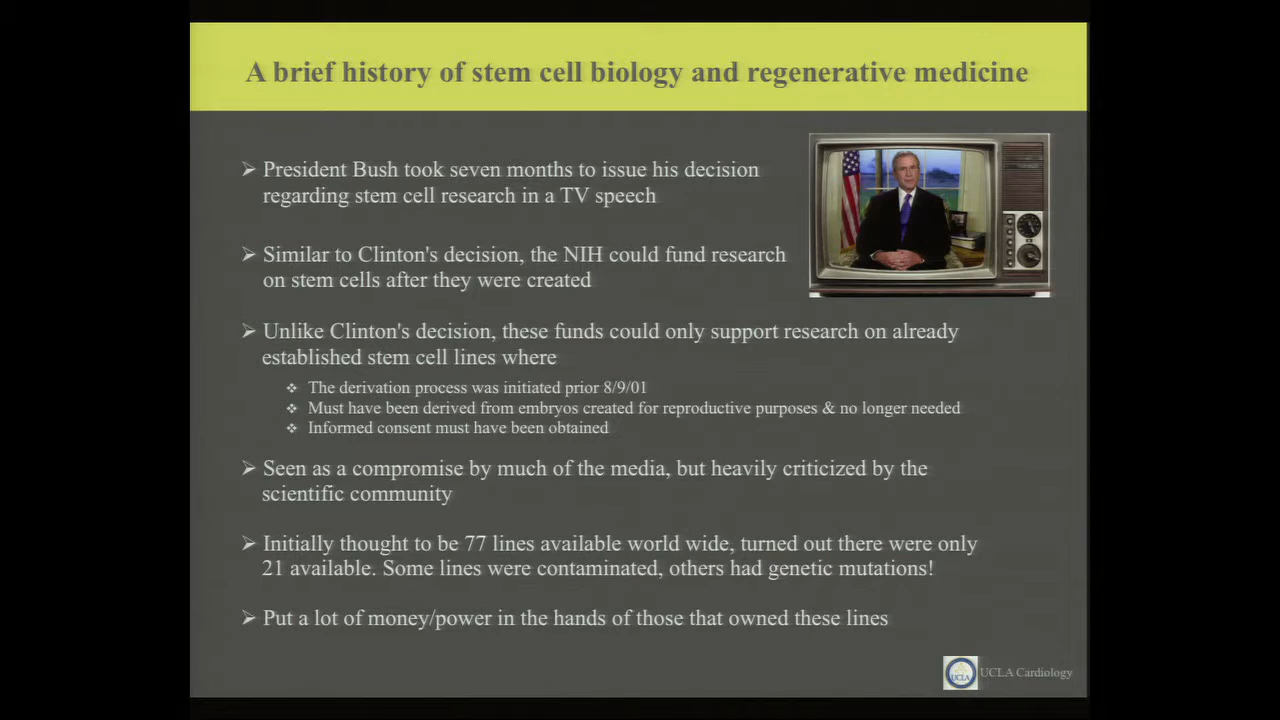 A brief history of stem cell biology and regenerative medicine
President Bush took seven months to issue his decision
regarding stem cell research in a TV speech
Similar to Clinton's decision, the NIH could fund research
on stem cells after they were created
Unlike Clinton's decision, these funds could only support research on already
established stem cell lines where
The derivation process was initiated prior 8/9/01
Must have been derived from embryos created for reproductive purposes & no longer needed
Informed consent must have been obtained
Seen as a compromise by much of the media, but heavily criticized by the
scientific community
Initially thought to be 77 lines available world wide, turned out there were only
21 available. Some lines were contaminated, others had genetic mutations!
Put a lot of money/power in the hands of those that owned these lines
UCLA
UCLA Cardiology